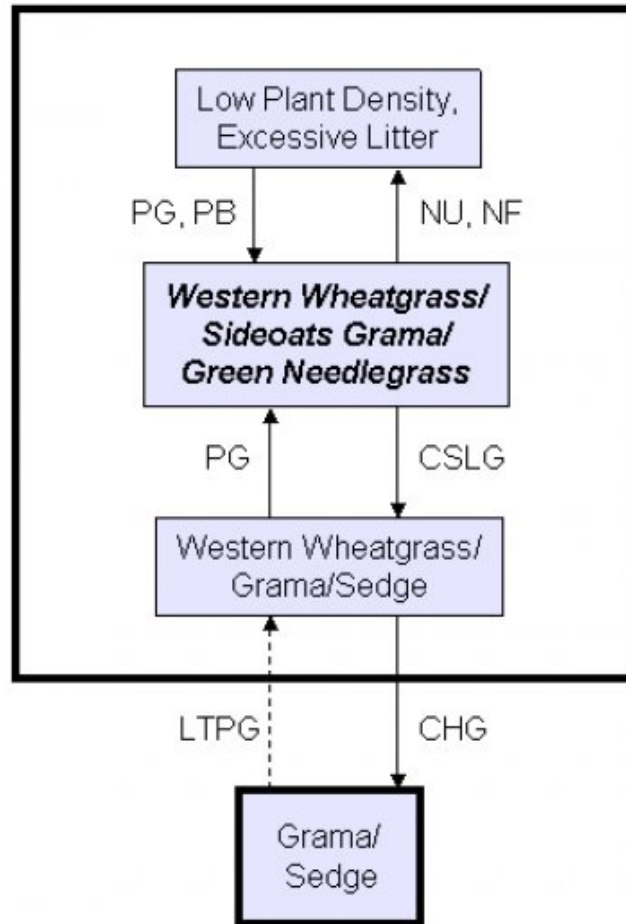 Low Plant Density,
Excessive Litter
PG, PB
NU, NF
Western Wheatgrass/
Sideoats Grama/
Green Needlegrass
PG
CSLG
Western Wheatgrass/
Grama/Sedge
LTPG
CHG
Grama/
Sedge